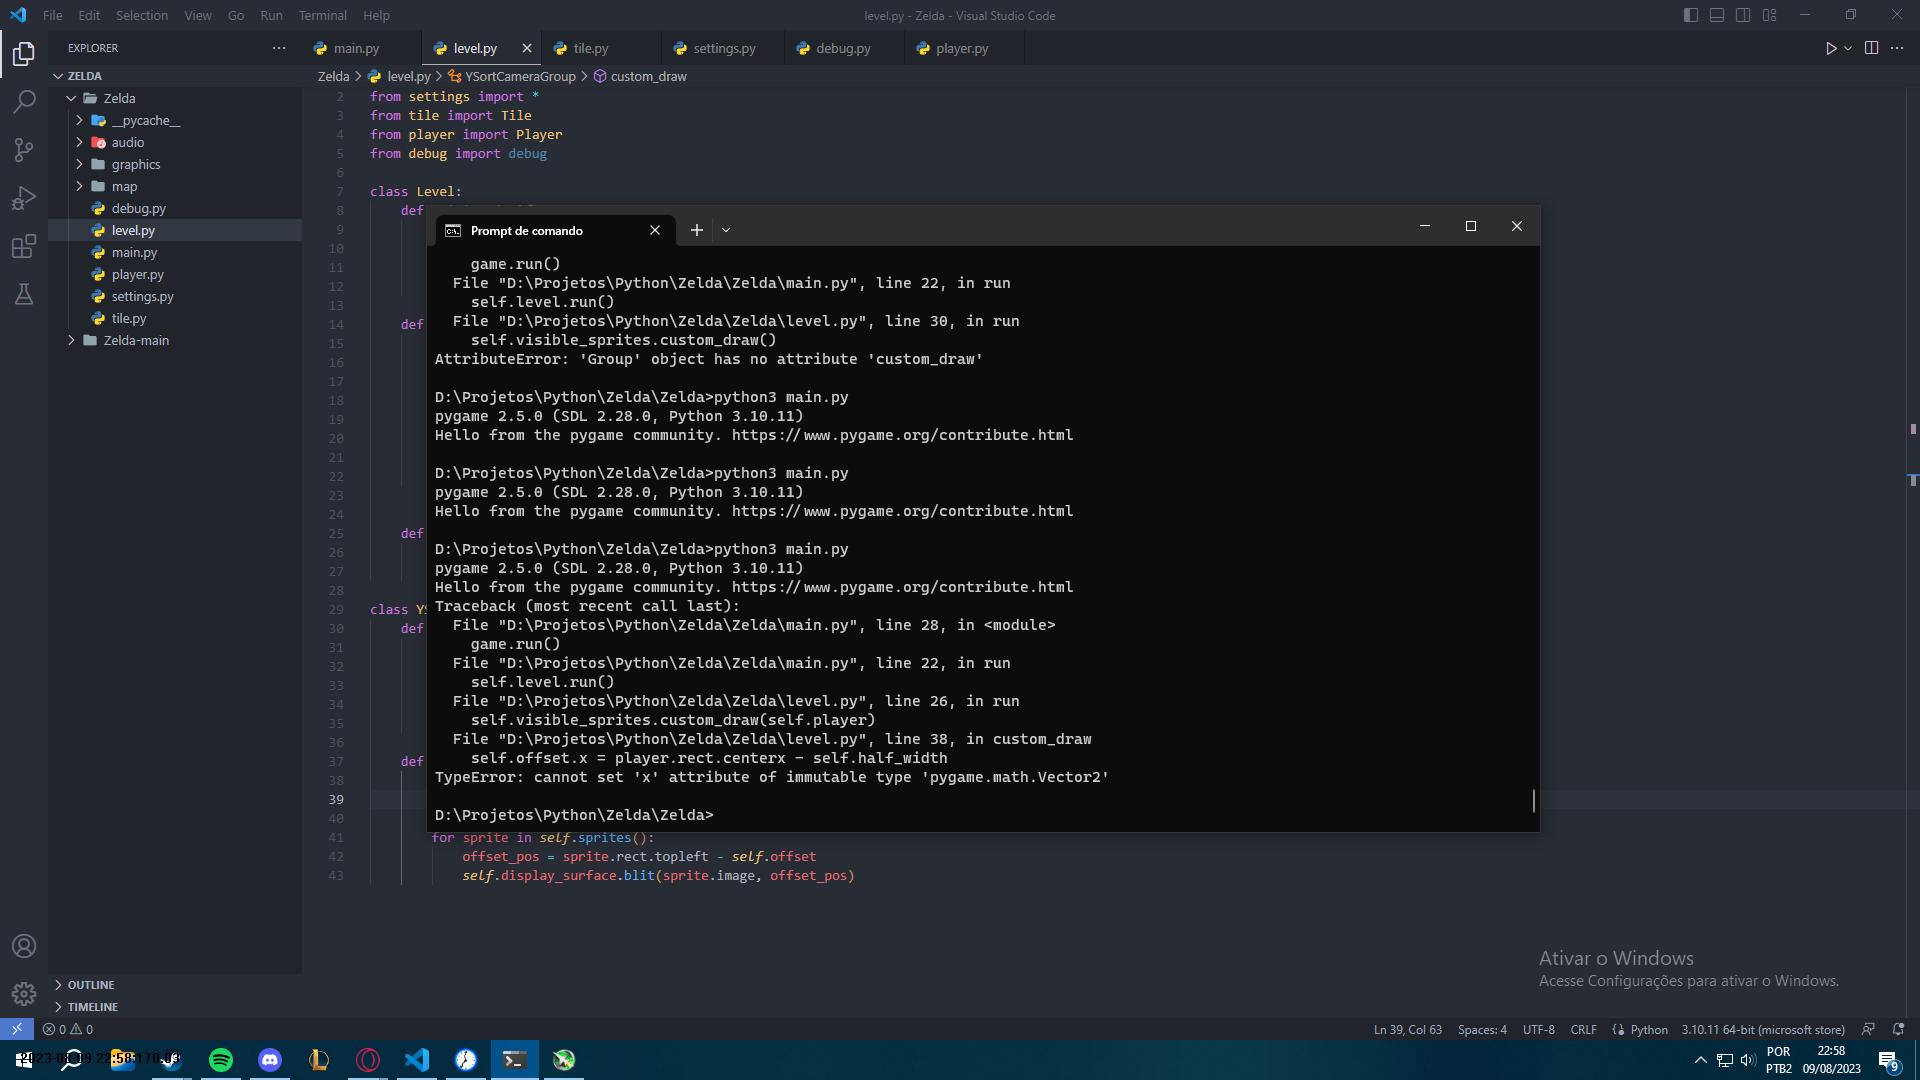 File Edit Selection View Go Run Terminal Help
level.py - Zelda - Visual Studio Code
EXPLORER
main.py
level.py
tile.py
settings.py
debug.py
player.py
ZELDA
Zelda > level.py > YSortCameraGroup > custom_draw
Zelda
__pycache__
audio
graphics
map
debug.py
level.py
main.py
player.py
settings.py
tile.py
Zelda-main
2 from settings import *
3 from tile import Tile
4 from player import Player
5 from debug import debug
6
7 class Level:
8 def
9
10
11
12
13
14 def
15
16
17
18
19
20
21
22
23
24
25 def
26
27
28
29 class
30 def
31
32
33
34
35
36
37 def
38
39
40
41 for sprite in self.sprites():
42 offset_pos = sprite.rect.topleft - self.offset
43 self.display_surface.blit(sprite.image, offset_pos)
Prompt de comando
game.run()
File "D:\Projetos\Python\Zelda\Zelda\main.py", line 22, in run
self.level.run()
File "D:\Projetos\Python\Zelda\Zelda\level.py", line 30, in run
self.visible_sprites.custom_draw()
AttributeError: 'Group' object has no attribute 'custom_draw'
D:\Projetos\Python\Zelda\Zelda>python3 main.py
pygame 2.5.0 (SDL 2.28.0, Python 3.10.11)
Hello from the pygame community. https://www.pygame.org/contribute.html
D:\Projetos\Python\Zelda\Zelda>python3 main.py
pygame 2.5.0 (SDL 2.28.0, Python 3.10.11)
Hello from the pygame community. https://www.pygame.org/contribute.html
D:\Projetos\Python\Zelda\Zelda>python3 main.py
pygame 2.5.0 (SDL 2.28.0, Python 3.10.11)
Hello from the pygame community. https://www.pygame.org/contribute.html
Traceback (most recent call last):
File "D:\Projetos\Python\Zelda\Zelda\main.py", line 28, in <module>
game.run()
File "D:\Projetos\Python\Zelda\Zelda\main.py", line 22, in run
self.level.run()
File "D:\Projetos\Python\Zelda\Zelda\level.py", line 26, in run
self.visible_sprites.custom_draw(self.player)
File "D:\Projetos\Python\Zelda\Zelda\level.py", line 38, in custom_draw
self.offset.x = player.rect.centerx - self.half_width
TypeError: cannot set 'x' attribute of immutable type 'pygame.math.Vector2'
D:\Projetos\Python\Zelda\Zelda>
Ativar o Windows
Acesse Configurações para ativar o Windows.
OUTLINE
TIMELINE
0 0
Ln 39, Col 63 Spaces: 4 UTF-8 CRLF Python 3.10.11 64-bit (microsoft store)
POR
PTB2
22:58
09/08/2023
9